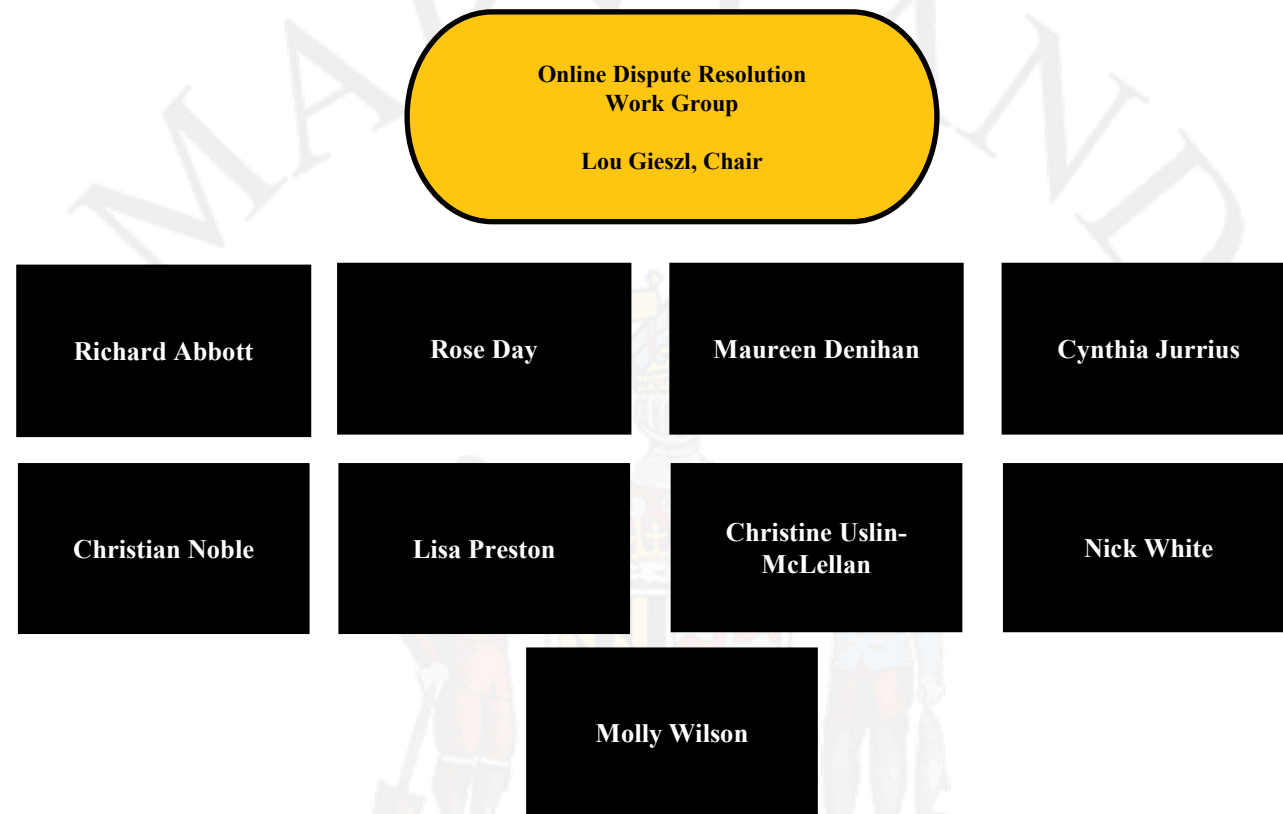 MARYLAND
Online Dispute Resolution
Work Group
Lou Gieszl, Chair
Richard Abbott
Rose Day
Maureen Denihan
Cynthia Jurrius
Christian Noble
Lisa Preston
Christine Uslin-
McLellan
Nick White
Molly Wilson